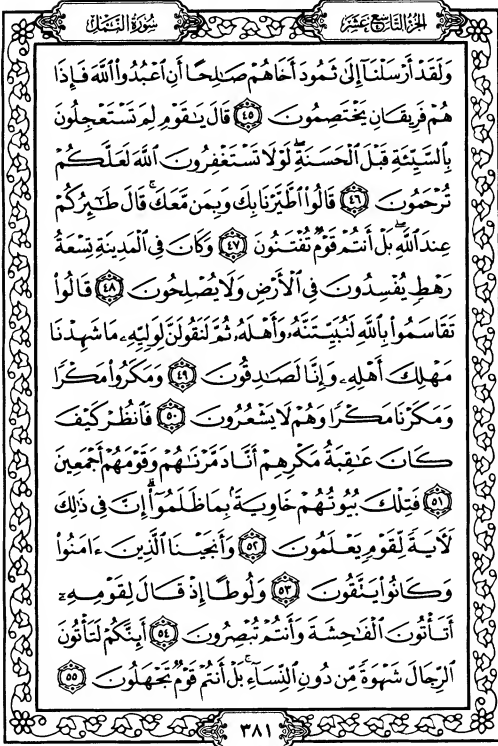 الجزء التاسع عشر
سورة النمل
وَلَقَدْ أَرْسَلْنَآ إِلَىٰ ثَمُودَ أَخَاهُمْ صَـٰلِحًا أَنِ ٱعْبُدُوا۟ ٱللَّهَ فَإِذَا
هُمْ فَرِيقَانِ يَخْتَصِمُونَ ٤٥ قَالَ يَـٰقَوْمِ لِمَ تَسْتَعْجِلُونَ
بِٱلسَّيِّئَةِ قَبْلَ ٱلْحَسَنَةِ ۖ لَوْلَا تَسْتَغْفِرُونَ ٱللَّهَ لَعَلَّكُمْ
تُرْحَمُونَ ٤٦ قَالُوا۟ ٱطَّيَّرْنَا بِكَ وَبِمَن مَّعَكَ ۚ قَالَ طَـٰٓئِرُكُمْ
عِندَ ٱللَّهِ ۖ بَلْ أَنتُمْ قَوْمٌ تُفْتَنُونَ ٤٧ وَكَانَ فِى ٱلْمَدِينَةِ تِسْعَةُ
رَهْطٍ يُفْسِدُونَ فِى ٱلْأَرْضِ وَلَا يُصْلِحُونَ ٤٨ قَالُوا۟
تَقَاسَمُوا۟ بِٱللَّهِ لَنُبَيِّتَنَّهُۥ وَأَهْلَهُۥ ثُمَّ لَنَقُولَنَّ لِوَلِيِّهِۦ مَا شَهِدْنَا
مَهْلِكَ أَهْلِهِۦ وَإِنَّا لَصَـٰدِقُونَ ٤٩ وَمَكَرُوا۟ مَكْرًا
وَمَكَرْنَا مَكْرًا وَهُمْ لَا يَشْعُرُونَ ٥٠ فَٱنظُرْ كَيْفَ
كَانَ عَـٰقِبَةُ مَكْرِهِمْ أَنَّا دَمَّرْنَـٰهُمْ وَقَوْمَهُمْ أَجْمَعِينَ
٥١ فَتِلْكَ بُيُوتُهُمْ خَاوِيَةًۢ بِمَا ظَلَمُوٓا۟ ۗ إِنَّ فِى ذَٰلِكَ
لَـَٔايَةً لِّقَوْمٍ يَعْلَمُونَ ٥٢ وَأَنجَيْنَا ٱلَّذِينَ ءَامَنُوا۟
وَكَانُوا۟ يَتَّقُونَ ٥٣ وَلُوطًا إِذْ قَالَ لِقَوْمِهِۦٓ
أَتَأْتُونَ ٱلْفَـٰحِشَةَ وَأَنتُمْ تُبْصِرُونَ ٥٤ أَئِنَّكُمْ لَتَأْتُونَ
ٱلرِّجَالَ شَهْوَةً مِّن دُونِ ٱلنِّسَآءِ ۚ بَلْ أَنتُمْ قَوْمٌ تَجْهَلُونَ ٥٥
٣٨١